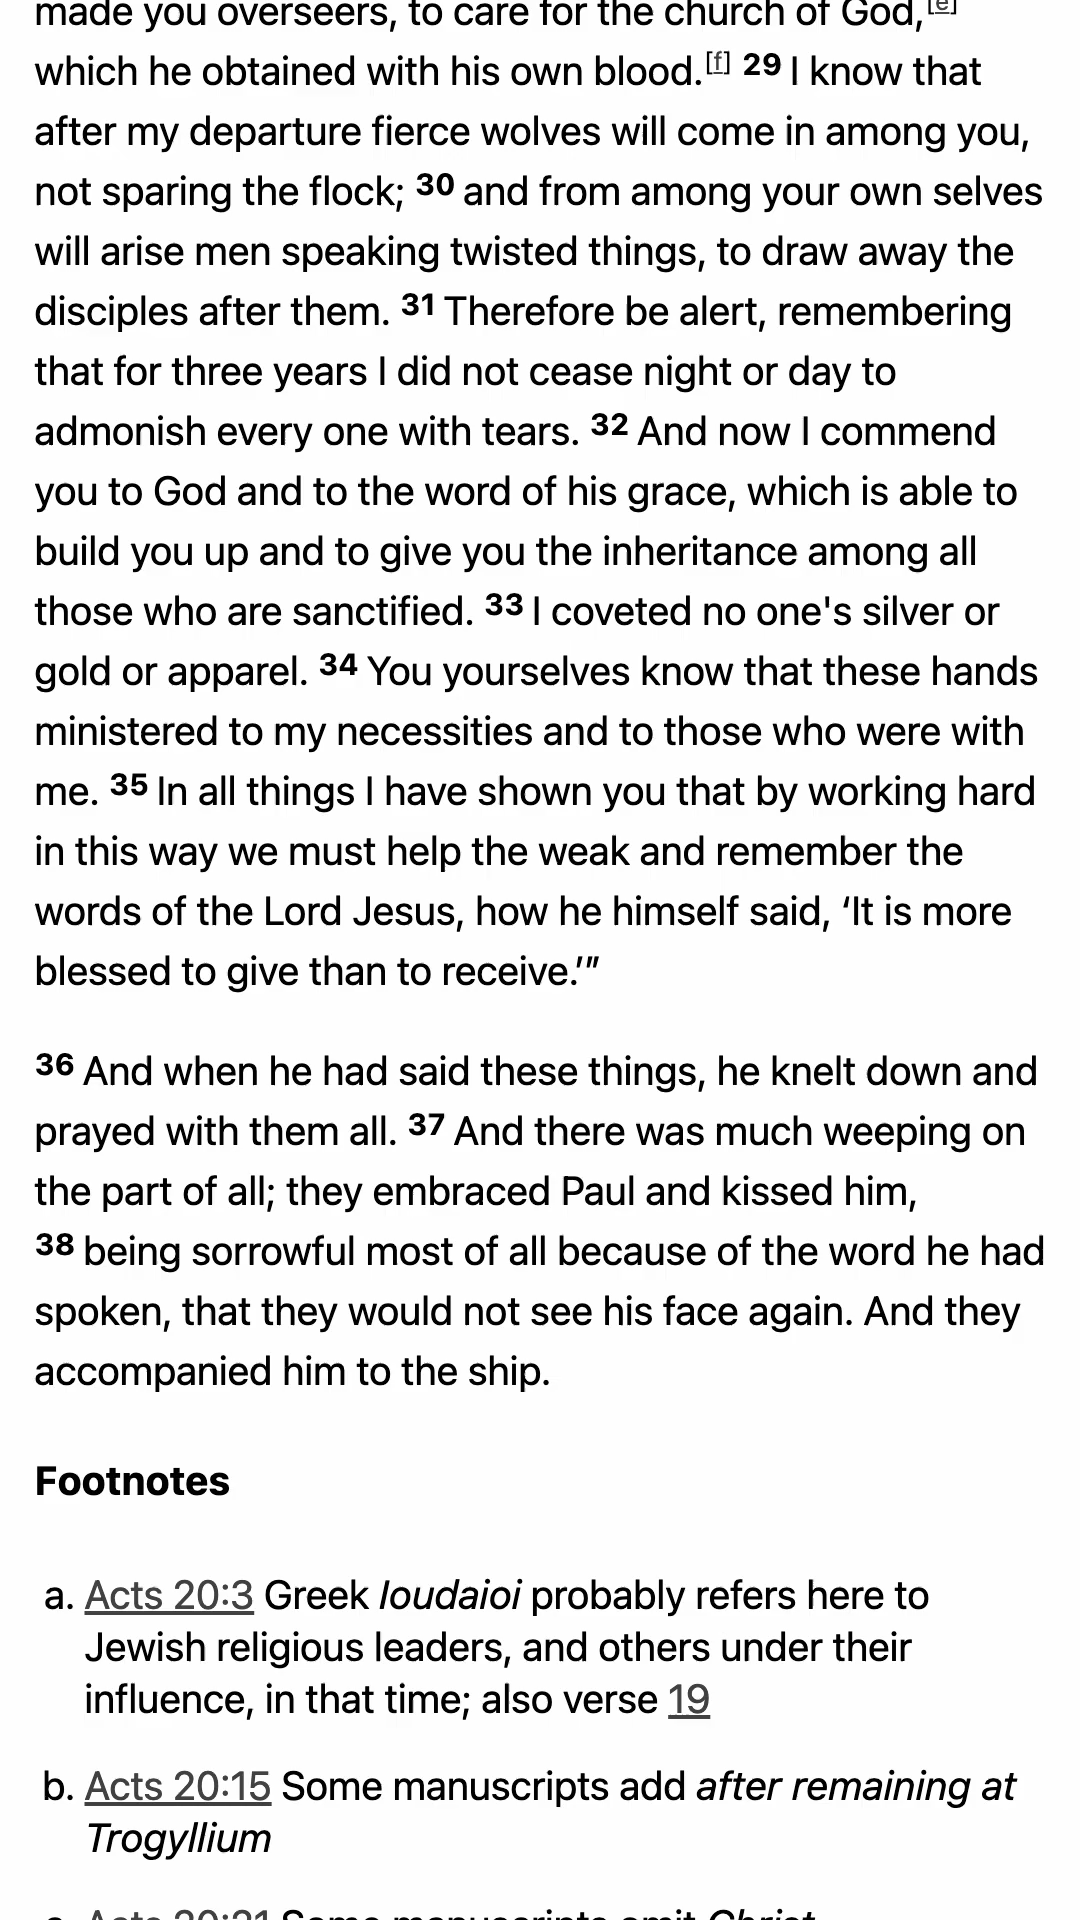 made you overseers, to care for the church of God,[e]
which he obtained with his own blood.[f] 29 I know that
after my departure fierce wolves will come in among you,
not sparing the flock; 30 and from among your own selves
will arise men speaking twisted things, to draw away the
disciples after them. 31 Therefore be alert, remembering
that for three years I did not cease night or day to
admonish every one with tears. 32 And now I commend
you to God and to the word of his grace, which is able to
build you up and to give you the inheritance among all
those who are sanctified. 33 I coveted no one's silver or
gold or apparel. 34 You yourselves know that these hands
ministered to my necessities and to those who were with
me. 35 In all things I have shown you that by working hard
in this way we must help the weak and remember the
words of the Lord Jesus, how he himself said, ‘It is more
blessed to give than to receive.’”
36 And when he had said these things, he knelt down and
prayed with them all. 37 And there was much weeping on
the part of all; they embraced Paul and kissed him,
38 being sorrowful most of all because of the word he had
spoken, that they would not see his face again. And they
accompanied him to the ship.
Footnotes
a. Acts 20:3 Greek Ioudaioi probably refers here to
Jewish religious leaders, and others under their
influence, in that time; also verse 19
b. Acts 20:15 Some manuscripts add after remaining at
Trogyllium
c. Acts 20:21 Some manuscripts omit Christ